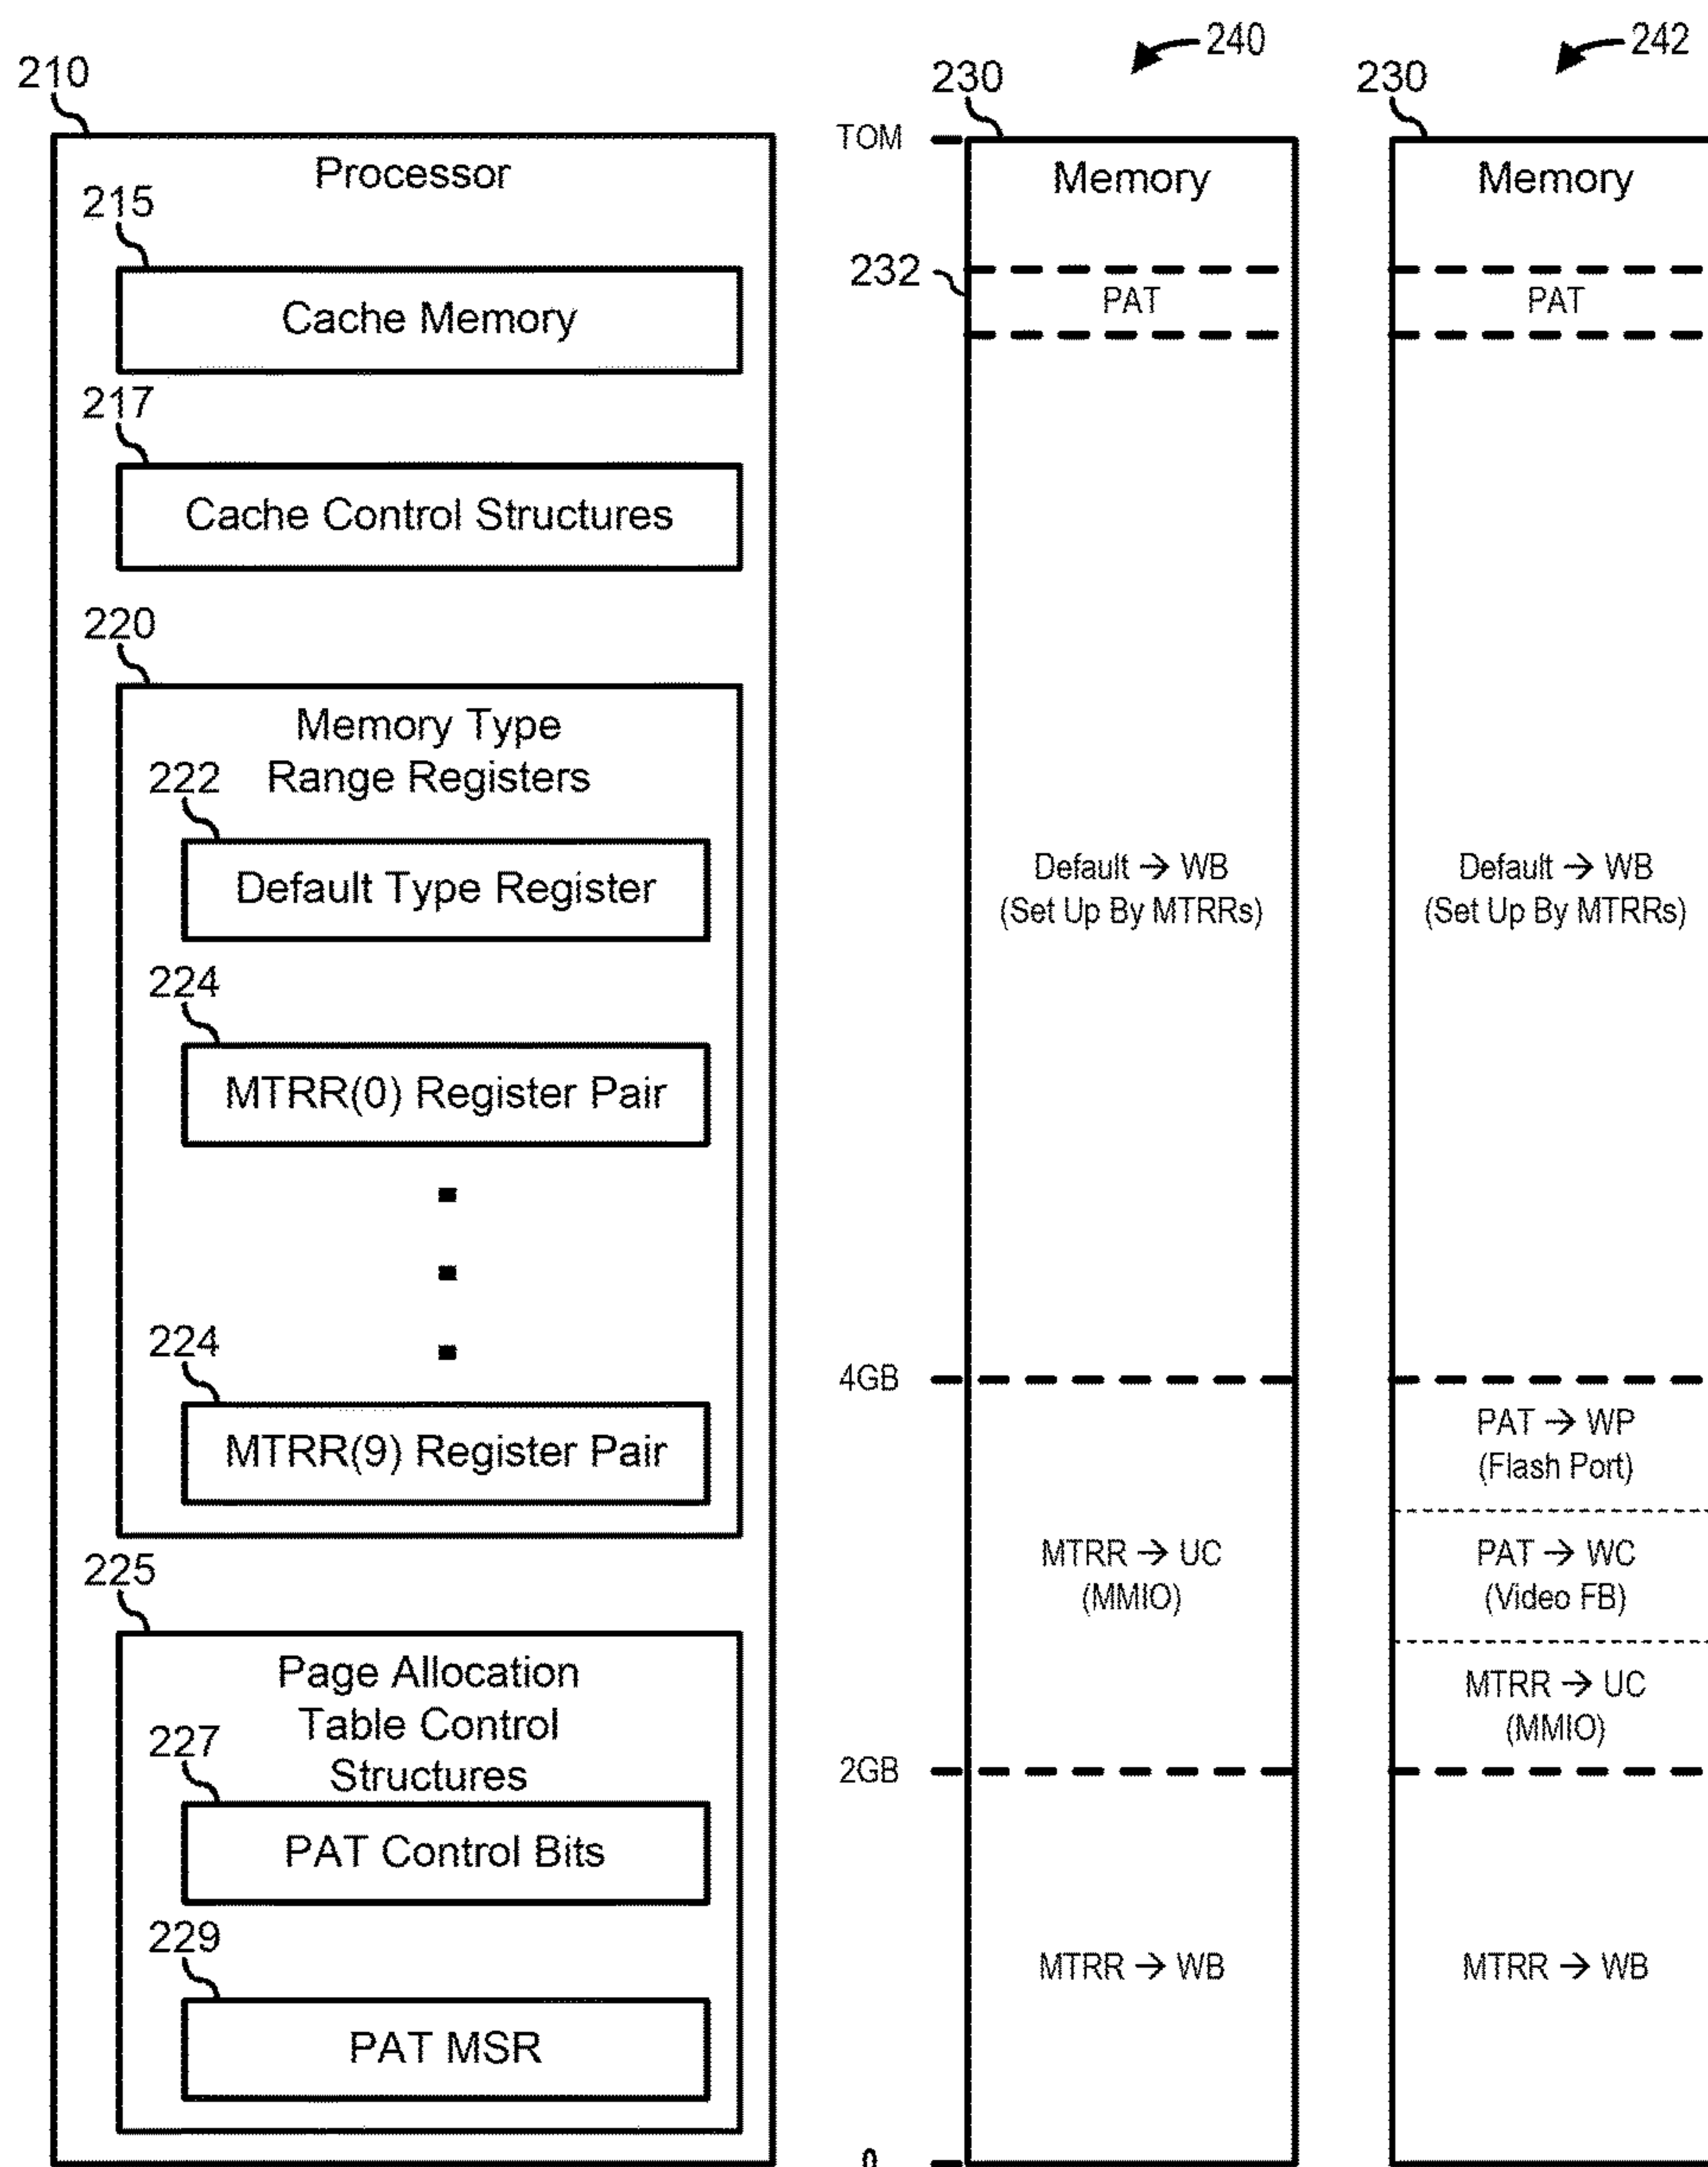 210
Processor
215
Cache Memory
217
Cache Control Structures
220
Memory Type
Range Registers
222
Default Type Register
224
MTRR(0) Register Pair
224
MTRR(9) Register Pair
225
Page Allocation
Table Control
Structures
227
PAT Control Bits
229
PAT MSR
240
230
TOM
Memory
232
PAT
Default → WB
(Set Up By MTRRs)
4GB
MTRR → UC
(MMIO)
2GB
MTRR → WB
0
242
230
Memory
PAT
Default → WB
(Set Up By MTRRs)
PAT → WP
(Flash Port)
PAT → WC
(Video FB)
MTRR → UC
(MMIO)
MTRR → WB